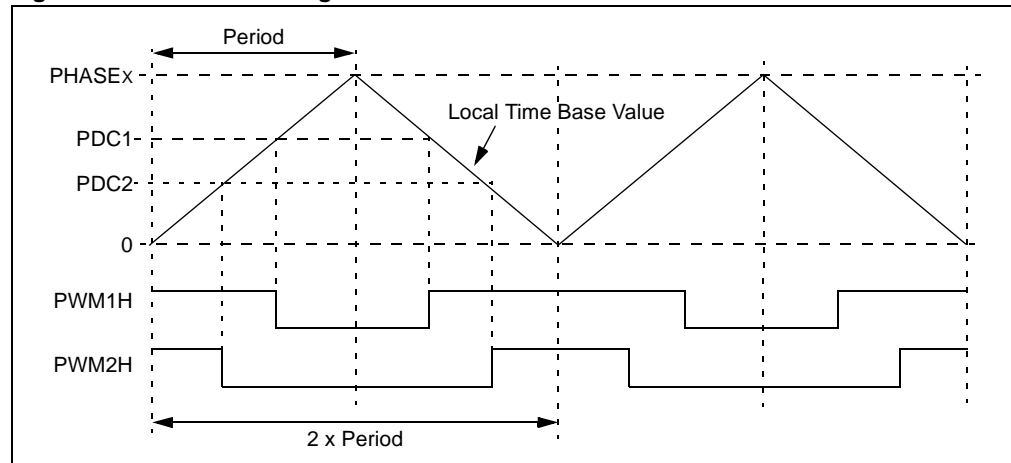 Period
PHASEx
Local Time Base Value
PDC1
PDC2
0
PWM1H
PWM2H
2 x Period